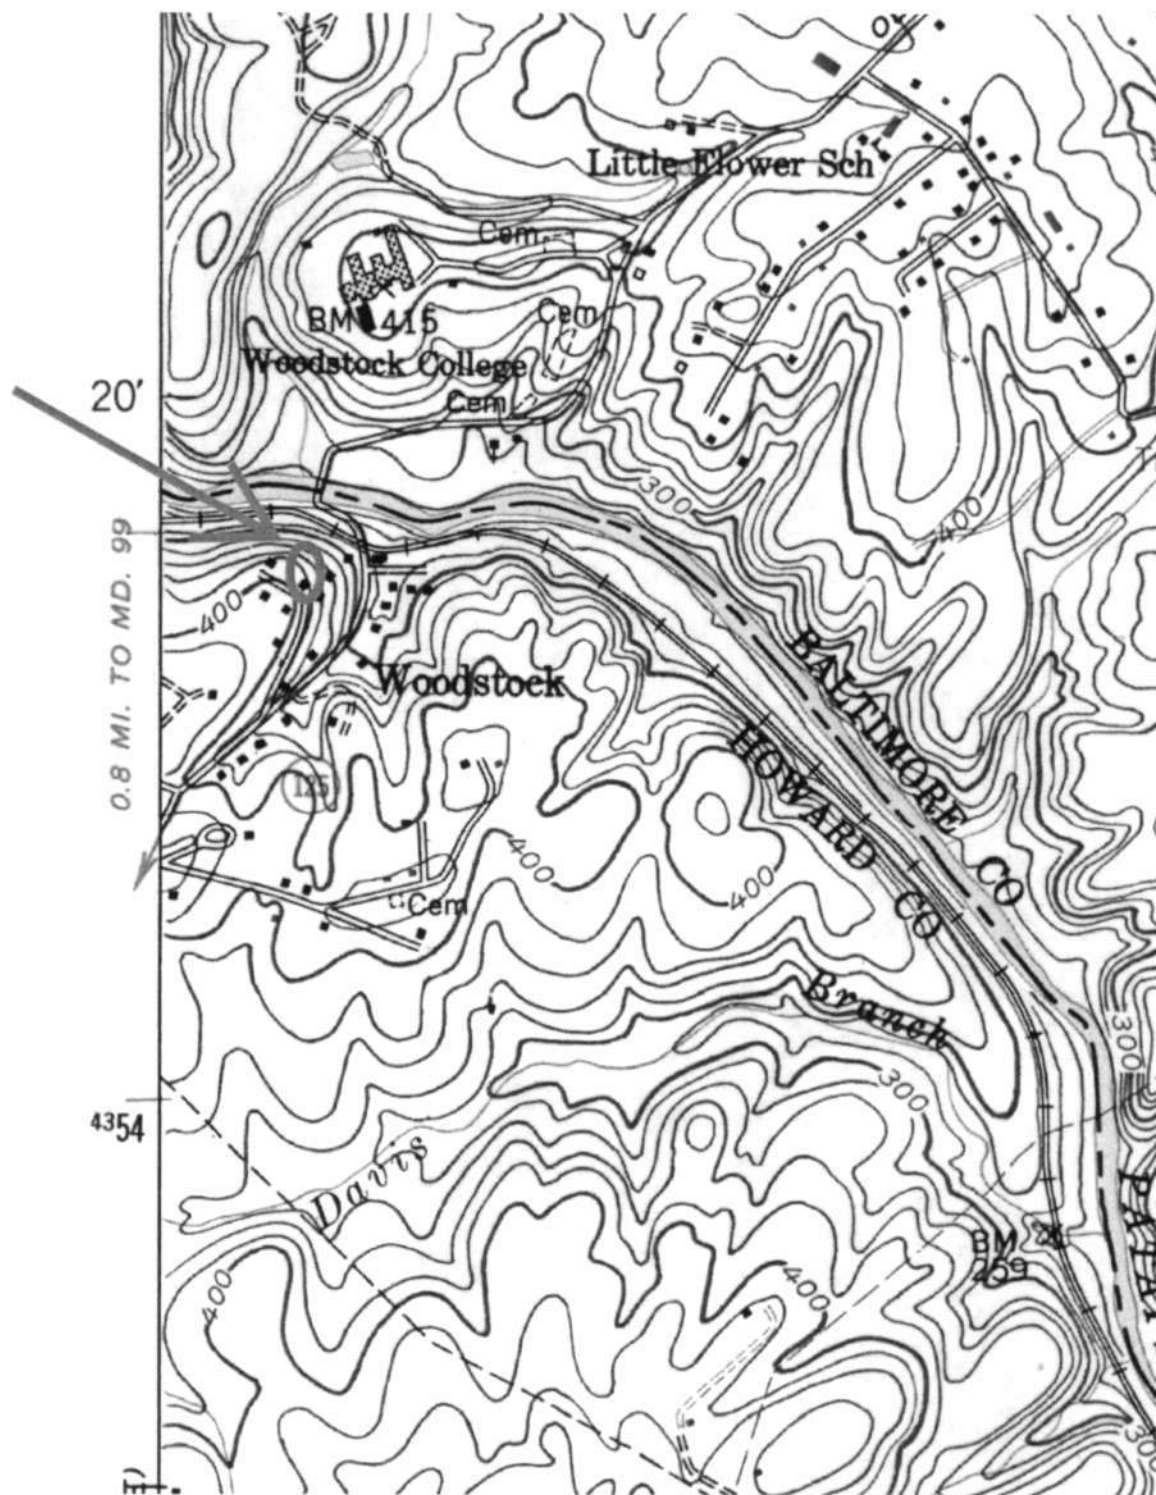 Little Flower Sch
Cem
BM 415
Cem
Woodstock College
20'
Cem
300
400
0.8 MI. TO MD. 99
400
BALTIMORE CO
Woodstock
HOWARD CO
125
400
400
Cem
Branch
300
300
4354
Davis
BM
259
400
400
300